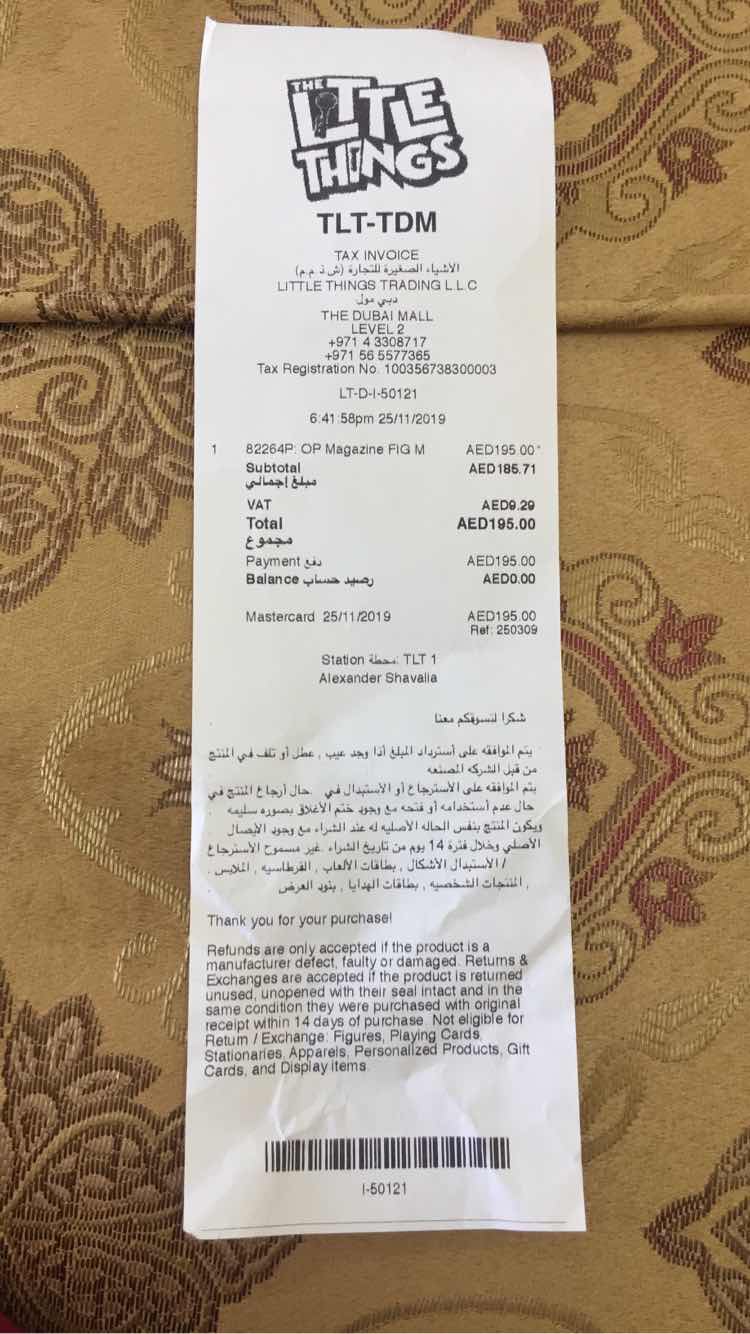 THE
LITTLE
THINGS
TLT-TDM
TAX INVOICE
الأشياء الصغيرة للتجارة (ش ذ.م.م)
LITTLE THINGS TRADING L.L.C
دبي مول
THE DUBAI MALL
LEVEL 2
+971 4 3308717
+971 56 5577365
Tax Registration No. 100356738300003
LT-D-I-50121
6:41:58pm 25/11/2019
1 82264P: OP Magazine FIG M AED195.00*
Subtotal AED185.71
مبلغ إجمالي
VAT AED9.29
Total AED195.00
مجموع
Payment دفع AED195.00
Balance رصيد حساب AED0.00
Mastercard 25/11/2019 AED195.00
Ref: 250309
Station محطة: TLT 1
Alexander Shavalia
شكرا لتسوقكم معنا
يتم الموافقه على أسترداد المبلغ أذا وجد عيب , عطل أو تلف في المنتج
من قبل الشركه المصنعه
يتم الموافقه على الأسترجاع أو الأستبدال في .حال أرجاع المنتج في
حال عدم أستخدامه أو فتحه مع وجود ختم الأغلاق بصوره سليمه
ويكون المنتج بنفس الحاله الأصليه له عند الشراء مع وجود الأيصال
الأصلي وخلال فترة 14 يوم من تاريخ الشراء .غير مسموح الأسترجاع
/ الأستبدال الأشكال , بطاقات الألعاب , القرطاسيه , الملابس .
, المنتجات الشخصيه , بطاقات الهدايا , بنود العرض .
Thank you for your purchase!
Refunds are only accepted if the product is a
manufacturer defect, faulty or damaged. Returns &
Exchanges are accepted if the product is returned
unused, unopened with their seal intact and in the
same condition they were purchased with original
receipt within 14 days of purchase. Not eligible for
Return / Exchange: Figures, Playing Cards,
Stationaries, Apparels, Personalized Products, Gift
Cards, and Display items.
I-50121